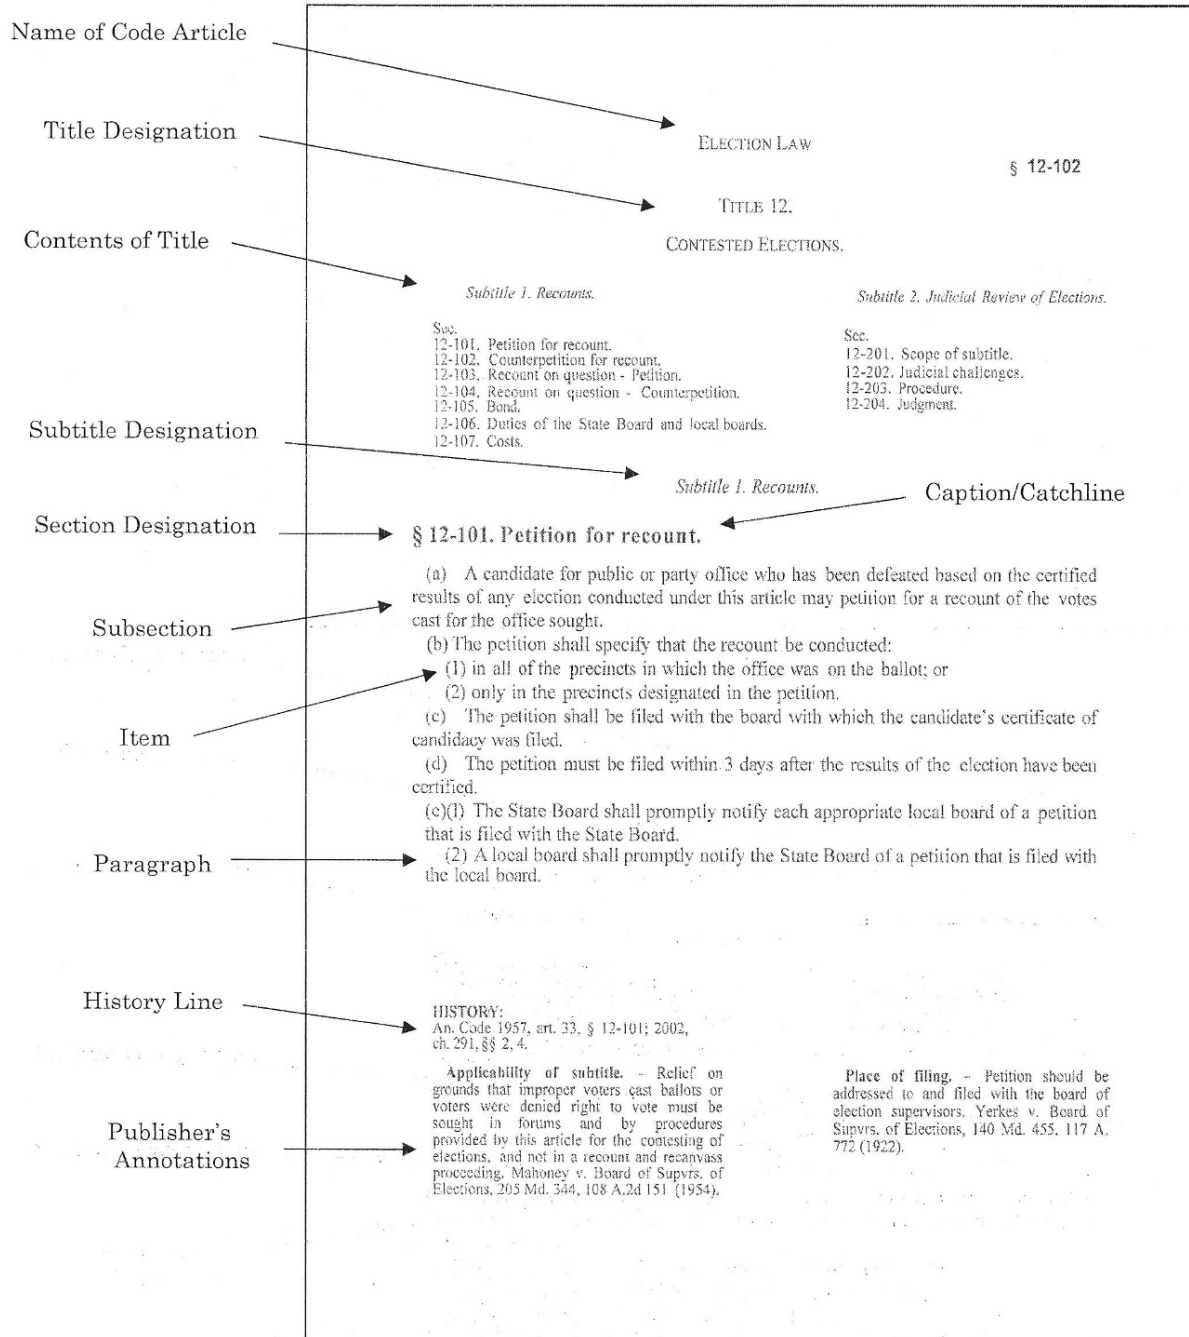 Name of Code Article
Title Designation
ELECTION LAW
§ 12-102
TITLE 12.
Contents of Title
CONTESTED ELECTIONS.
Subtitle 1. Recounts.
Sec.
12-101. Petition for recount.
12-102. Counterpetition for recount.
12-103. Recount on question - Petition.
12-104. Recount on question - Counterpetition.
12-105. Bond.
12-106. Duties of the State Board and local boards.
12-107. Costs.
Subtitle 2. Judicial Review of Elections.
Sec.
12-201. Scope of subtitle.
12-202. Judicial challenges.
12-203. Procedure.
12-204. Judgment.
Subtitle Designation
Subtitle 1. Recounts.
Caption/Catchline
Section Designation
§ 12-101. Petition for recount.
(a) A candidate for public or party office who has been defeated based on the certified
results of any election conducted under this article may petition for a recount of the votes
cast for the office sought.
Subsection
(b) The petition shall specify that the recount be conducted:
(1) in all of the precincts in which the office was on the ballot; or
(2) only in the precincts designated in the petition.
Item
(c) The petition shall be filed with the board with which the candidate's certificate of
candidacy was filed.
(d) The petition must be filed within 3 days after the results of the election have been
certified.
(e)(l) The State Board shall promptly notify each appropriate local board of a petition
that is filed with the State Board.
Paragraph
(2) A local board shall promptly notify the State Board of a petition that is filed with
the local board.
History Line
HISTORY:
An. Code 1957, art. 33, § 12-101; 2002,
ch. 291, §§ 2, 4.
Publisher's
Annotations
Applicability of subtitle. - Relief on
grounds that improper voters cast ballots or
voters were denied right to vote must be
sought in forums and by procedures
provided by this article for the contesting of
elections, and not in a recount and recanvass
proceeding. Mahoney v. Board of Supvrs. of
Elections, 205 Md. 344, 108 A.2d 151 (1954).
Place of filing. - Petition should be
addressed to and filed with the board of
election supervisors. Yerkes v. Board of
Supvrs. of Elections, 140 Md. 455, 117 A.
772 (1922).